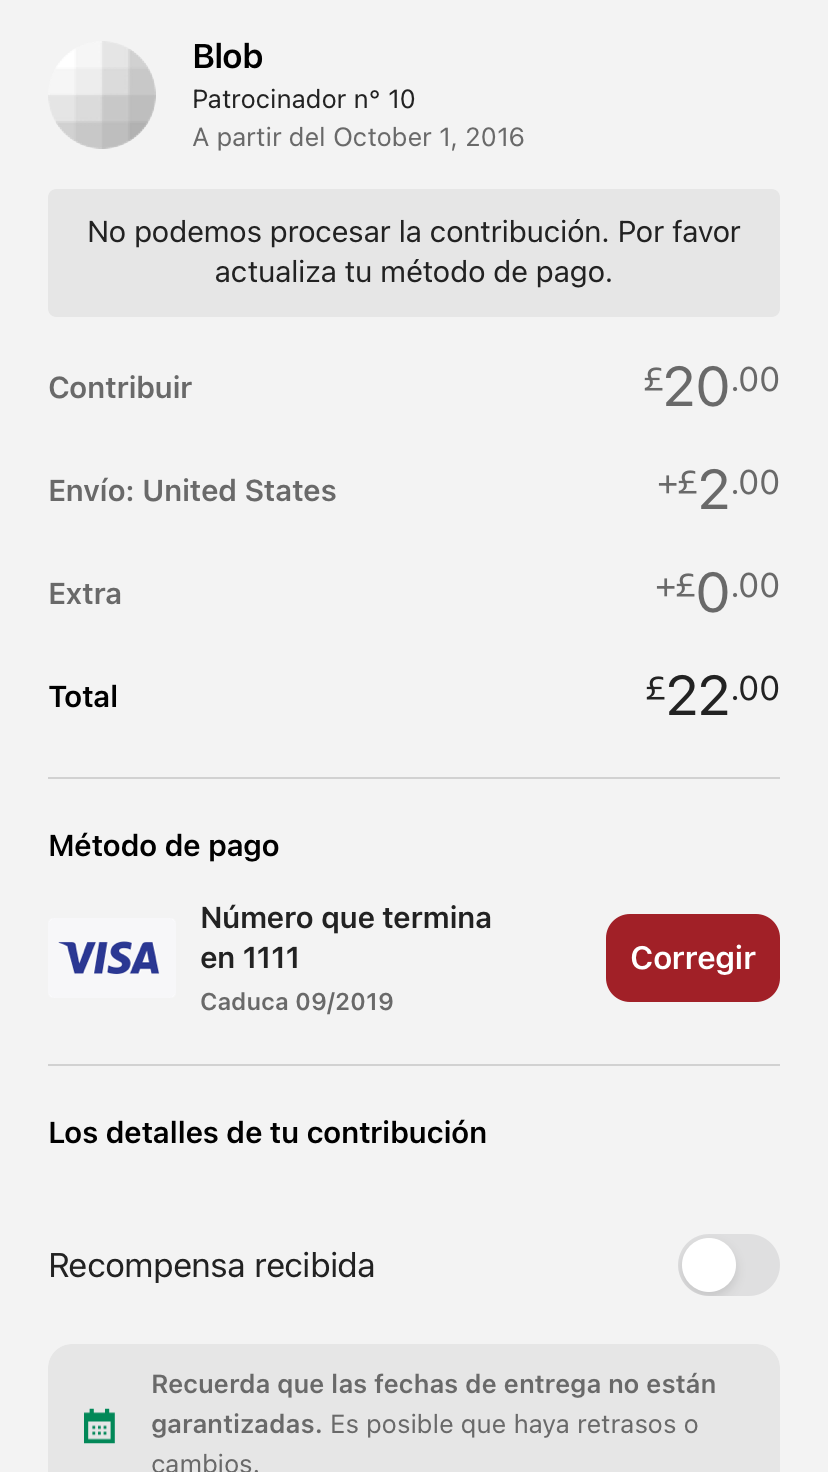 Blob
Patrocinador n° 10
A partir del October 1, 2016
No podemos procesar la contribución. Por favor
actualiza tu método de pago.
Contribuir £20.00
Envío: United States +£2.00
Extra +£0.00
Total £22.00
Método de pago
VISA
Número que termina
en 1111
Caduca 09/2019
Corregir
Los detalles de tu contribución
Recompensa recibida
Recuerda que las fechas de entrega no están
garantizadas. Es posible que haya retrasos o
cambios.